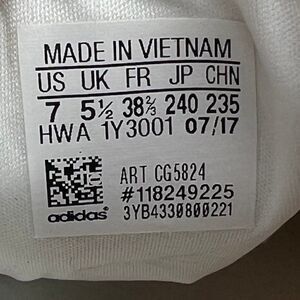 MADE IN VIETNAM
US UK FR JP CHN
7 5½ 38⅔ 240 235
HWA 1Y3001 07/17
ART CG5824
#118249225
adidas 3YB4330800221